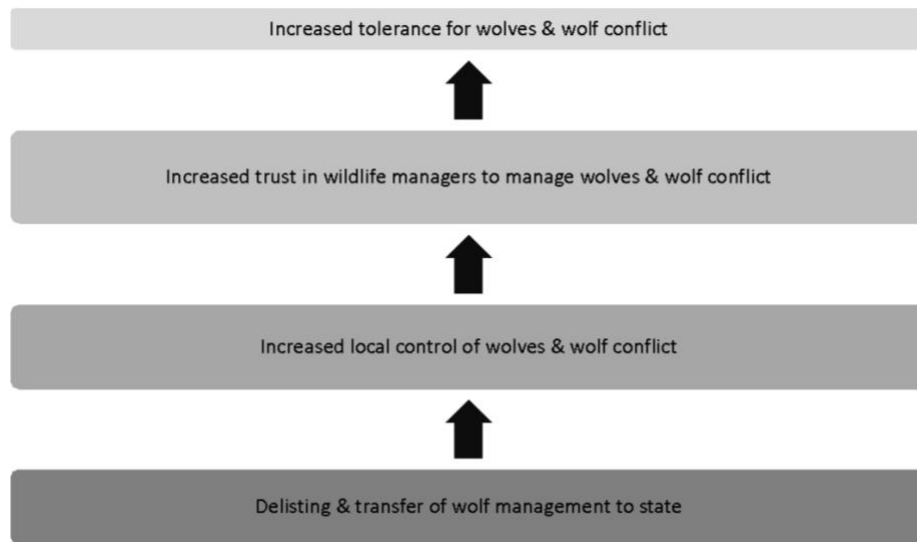 Increased tolerance for wolves & wolf conflict
Increased trust in wildlife managers to manage wolves & wolf conflict
Increased local control of wolves & wolf conflict
Delisting & transfer of wolf management to state